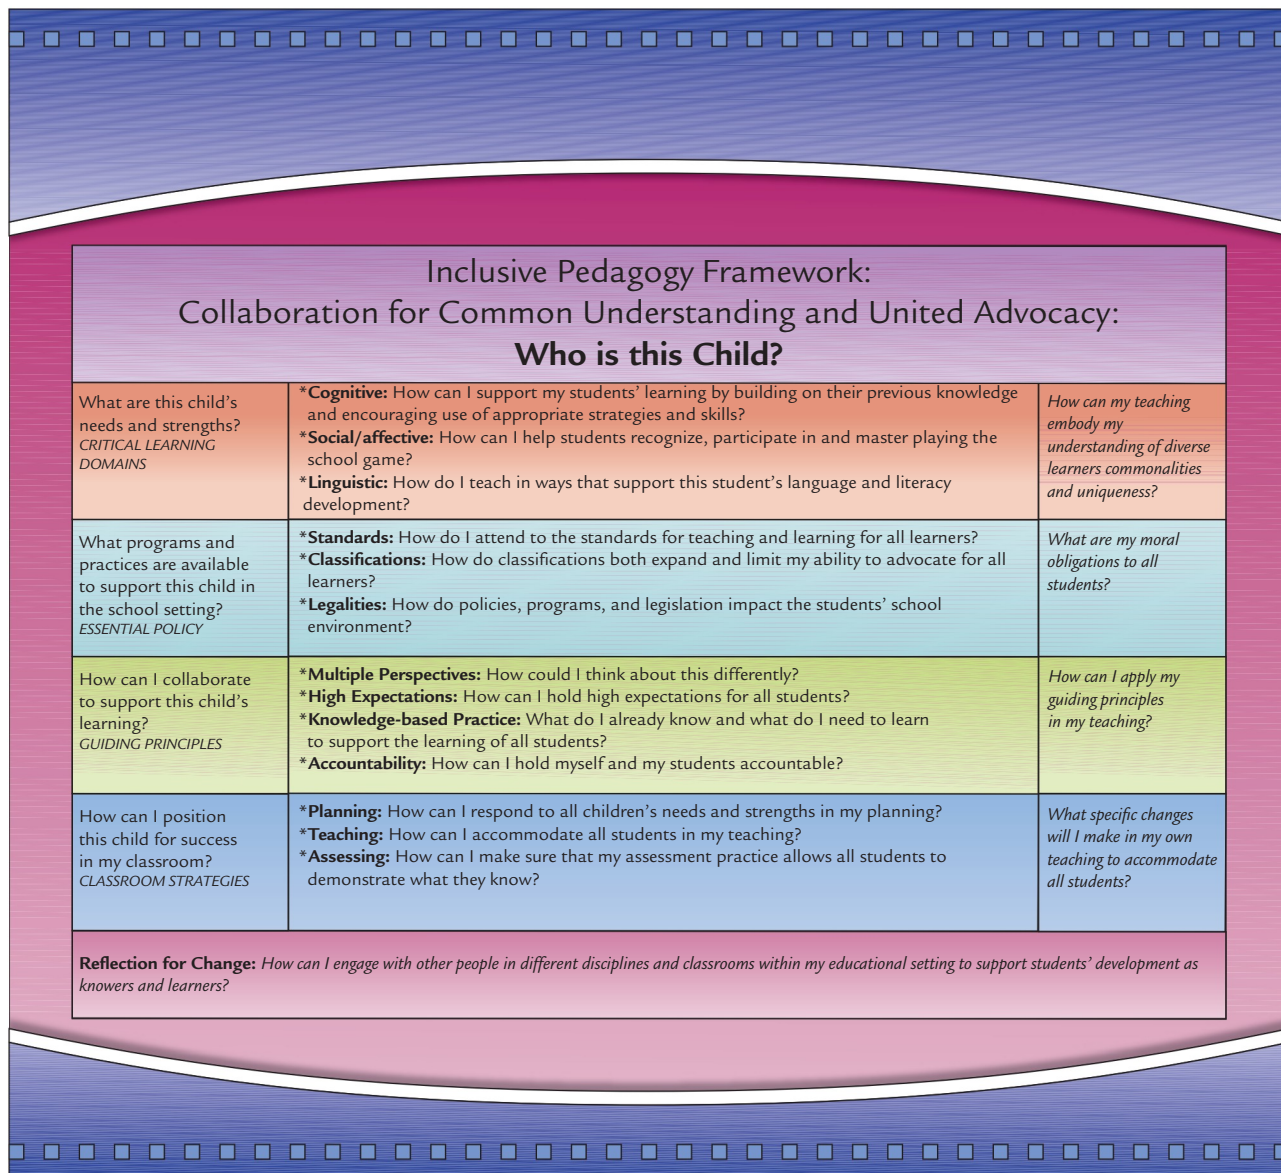 Inclusive Pedagogy Framework:
Collaboration for Common Understanding and United Advocacy:
Who is this Child?
What are this child's
needs and strengths?
CRITICAL LEARNING
DOMAINS
*Cognitive: How can I support my students' learning by building on their previous knowledge
and encouraging use of appropriate strategies and skills?
*Social/affective: How can I help students recognize, participate in and master playing the
school game?
*Linguistic: How do I teach in ways that support this student's language and literacy
development?
How can my teaching
embody my
understanding of diverse
learners commonalities
and uniqueness?
What programs and
practices are available
to support this child in
the school setting?
ESSENTIAL POLICY
*Standards: How do I attend to the standards for teaching and learning for all learners?
*Classifications: How do classifications both expand and limit my ability to advocate for all
learners?
*Legalities: How do policies, programs, and legislation impact the students' school
environment?
What are my moral
obligations to all
students?
How can I collaborate
to support this child's
learning?
GUIDING PRINCIPLES
*Multiple Perspectives: How could I think about this differently?
*High Expectations: How can I hold high expectations for all students?
*Knowledge-based Practice: What do I already know and what do I need to learn
to support the learning of all students?
*Accountability: How can I hold myself and my students accountable?
How can I apply my
guiding principles
in my teaching?
How can I position
this child for success
in my classroom?
CLASSROOM STRATEGIES
*Planning: How can I respond to all children's needs and strengths in my planning?
*Teaching: How can I accommodate all students in my teaching?
*Assessing: How can I make sure that my assessment practice allows all students to
demonstrate what they know?
What specific changes
will I make in my own
teaching to accommodate
all students?
Reflection for Change: How can I engage with other people in different disciplines and classrooms within my educational setting to support students' development as
knowers and learners?